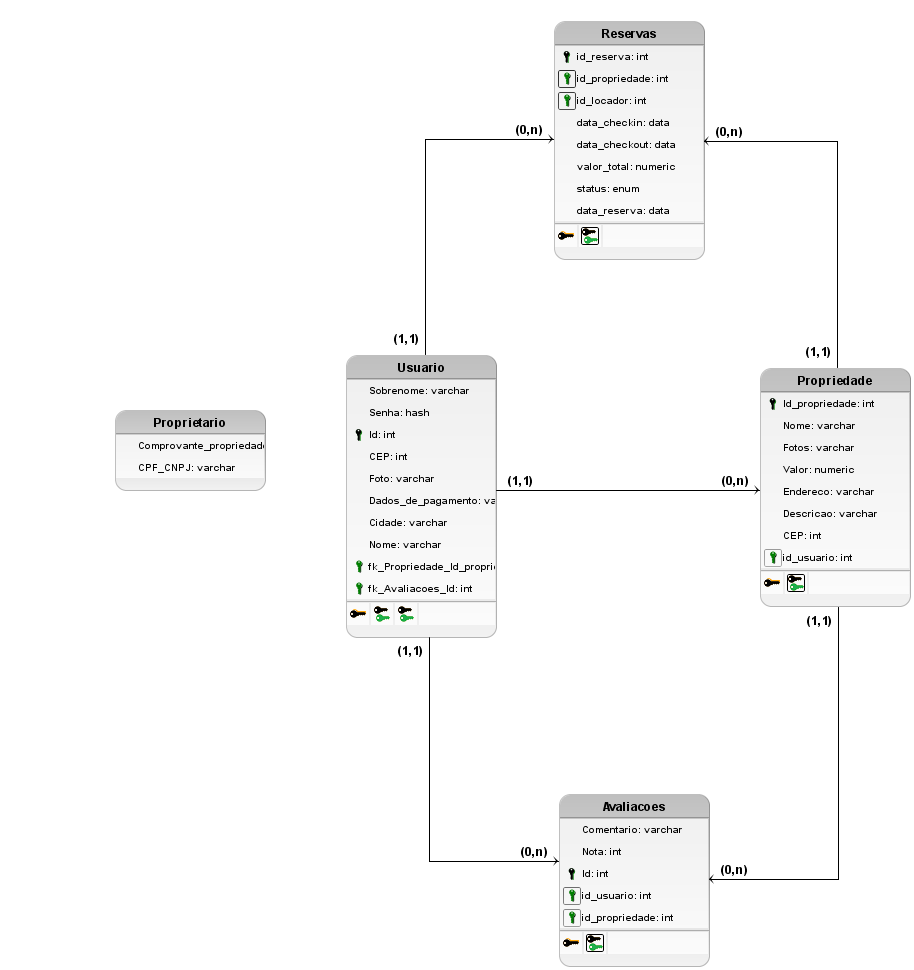 Reservas
id_reserva: int
id_propriedade: int
id_locador: int
data_checkin: data
data_checkout: data
valor_total: numeric
status: enum
data_reserva: data
(0,n)
(0,n)
(1,1)
(1,1)
Usuario
Sobrenome: varchar
Senha: hash
Id: int
CEP: int
Foto: varchar
Dados_de_pagamento: va
Cidade: varchar
Nome: varchar
fk_Propriedade_Id_proprie
fk_Avaliacoes_Id: int
Proprietario
Comprovante_propriedade
CPF_CNPJ: varchar
(1,1)
(0,n)
Propriedade
Id_propriedade: int
Nome: varchar
Fotos: varchar
Valor: numeric
Endereco: varchar
Descricao: varchar
CEP: int
id_usuario: int
(1,1)
(1,1)
(0,n)
(0,n)
Avaliacoes
Comentario: varchar
Nota: int
Id: int
id_usuario: int
id_propriedade: int